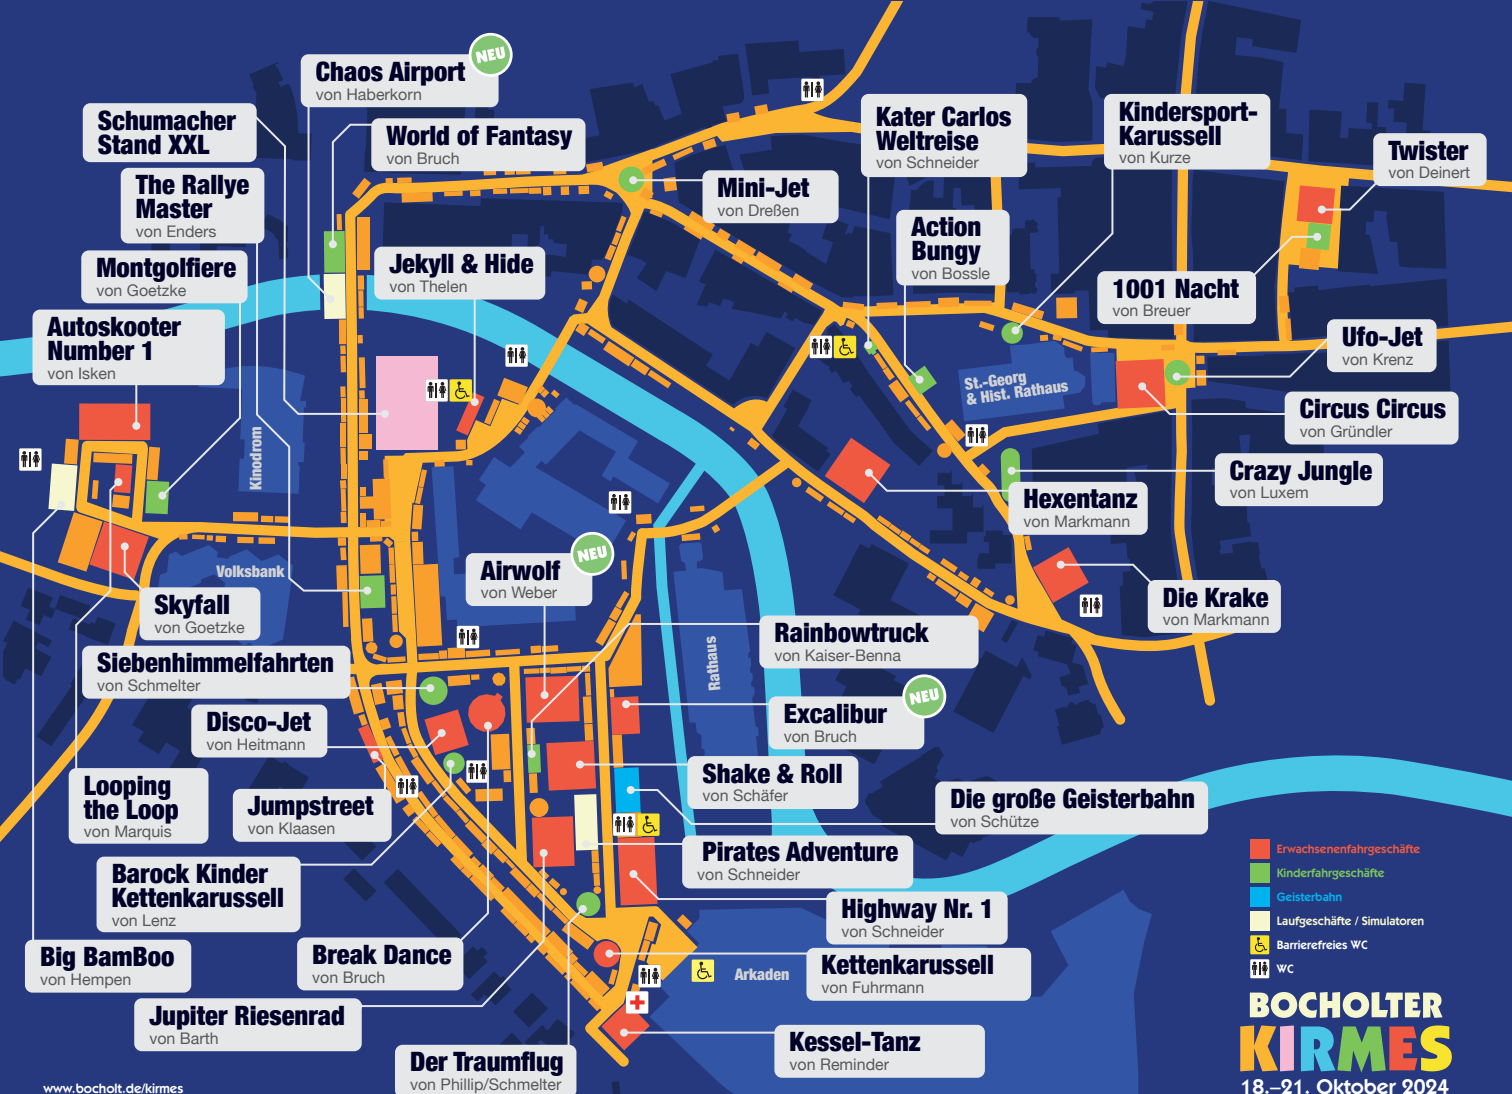 Chaos Airport
von Haberkorn
NEU
Schumacher
Stand XXL
World of Fantasy
von Bruch
The Rallye
Master
von Enders
Montgolfiere
von Goetzke
Jekyll & Hide
von Thelen
Autoskooter
Number 1
von Isken
Mini-Jet
von Dreßen
Kater Carlos
Weltreise
von Schneider
Kindersport-
Karussell
von Kurze
Twister
von Deinert
Action
Bungy
von Bossle
1001 Nacht
von Breuer
Ufo-Jet
von Krenz
St.-Georg
& Hist. Rathaus
Circus Circus
von Gründler
Crazy Jungle
von Luxem
Hexentanz
von Markmann
Die Krake
von Markmann
Kinodrom
Volksbank
Skyfall
von Goetzke
Airwolf
von Weber
NEU
Siebenhimmelfahrten
von Schmelter
Rathaus
Rainbowtruck
von Kaiser-Benna
Disco-Jet
von Heitmann
Excalibur
von Bruch
NEU
Looping
the Loop
von Marquis
Jumpstreet
von Klaasen
Shake & Roll
von Schäfer
Die große Geisterbahn
von Schütze
Barock Kinder
Kettenkarussell
von Lenz
Pirates Adventure
von Schneider
Highway Nr. 1
von Schneider
Big BamBoo
von Hempen
Break Dance
von Bruch
Arkaden
Kettenkarussell
von Fuhrmann
Jupiter Riesenrad
von Barth
Kessel-Tanz
von Reminder
Der Traumflug
von Phillip/Schmelter
Erwachsenenfahrgeschäfte
Kinderfahrgeschäfte
Geisterbahn
Laufgeschäfte / Simulatoren
Barrierefreies WC
WC
BOCHOLTER
KIRMES
18.–21. Oktober 2024
www.bocholt.de/kirmes